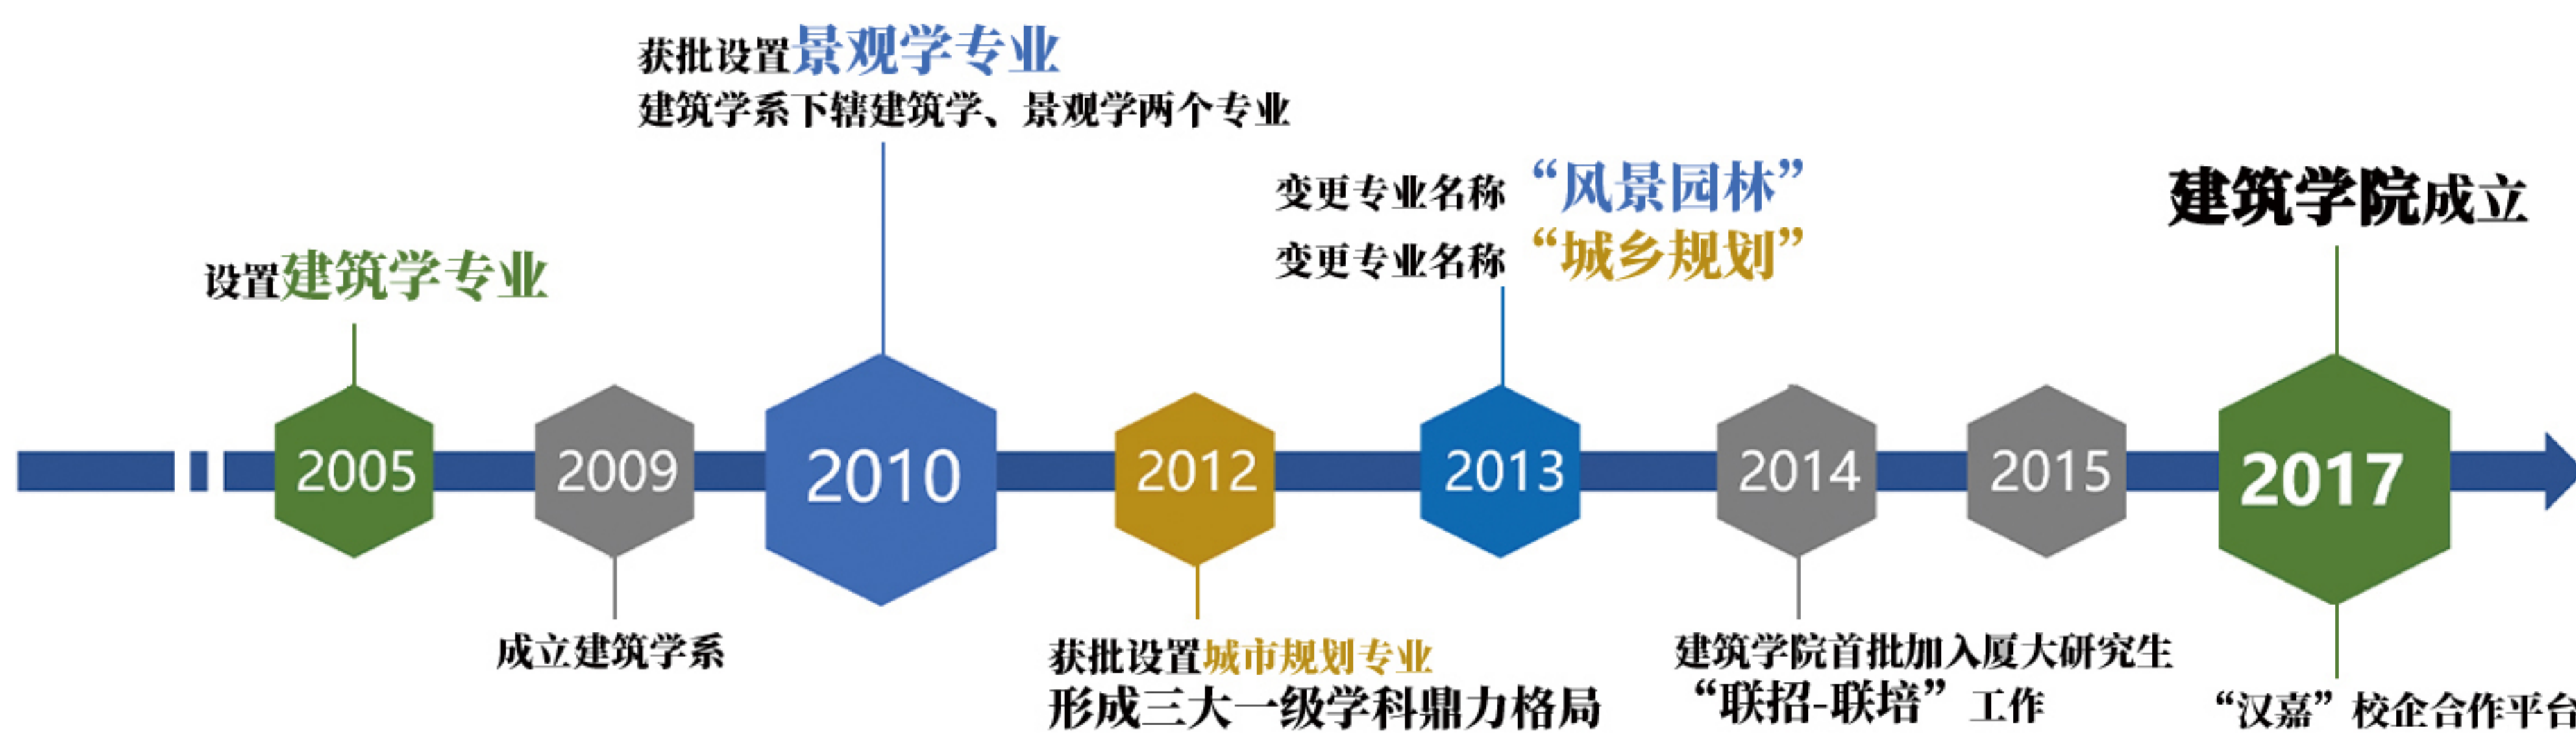 获批设置景观学专业
建筑学系下辖建筑学、景观学两个专业
变更专业名称“风景园林”
变更专业名称“城乡规划”
建筑学院成立
设置建筑学专业
2005
2009
2010
2012
2013
2014
2015
2017
成立建筑学系
获批设置城市规划专业
形成三大一级学科鼎力格局
建筑学院首批加入厦大研究生
“联招-联培”工作
“汉嘉”校企合作平台